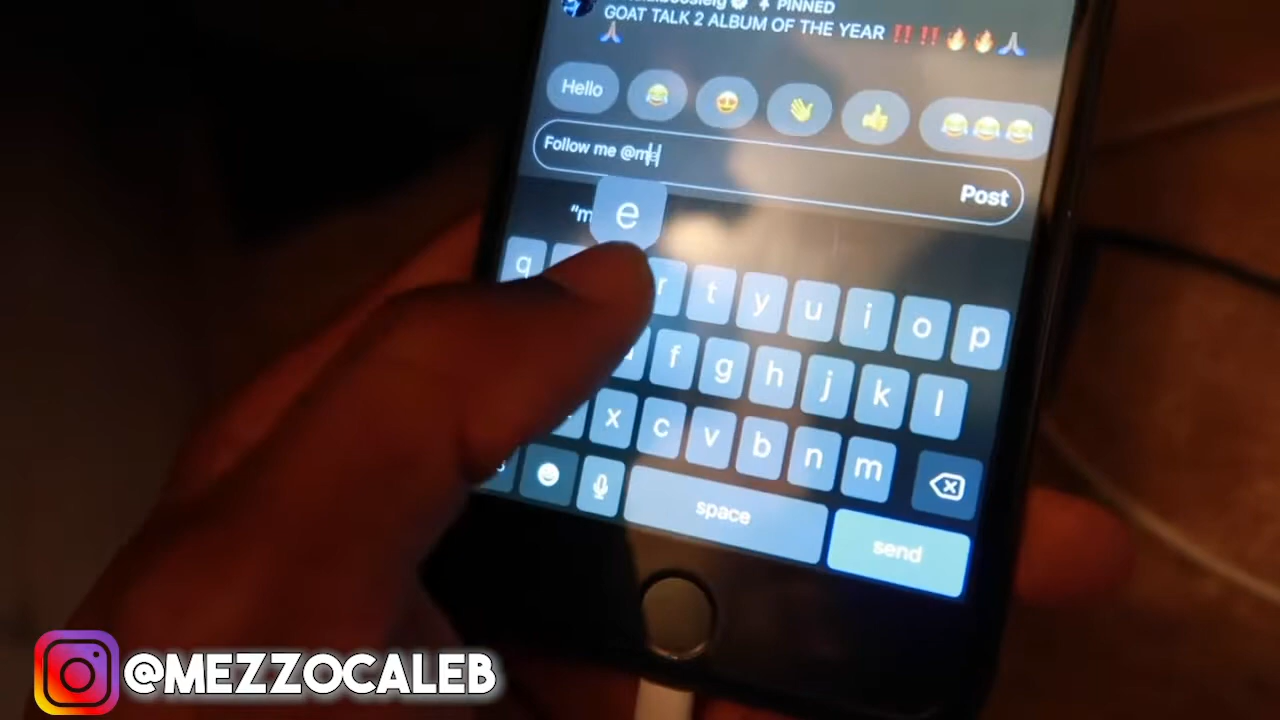 PINNED
GOAT TALK 2 ALBUM OF THE YEAR ‼️ ‼️ 🔥 🔥 🙏
🙏
Hello 😂 😍 👋 👍 😂😂😂
Follow me @me
Post
"m
e
q r t y u i o p
f g h j k l
x c v b n m
space send
@MEZZOCALEB